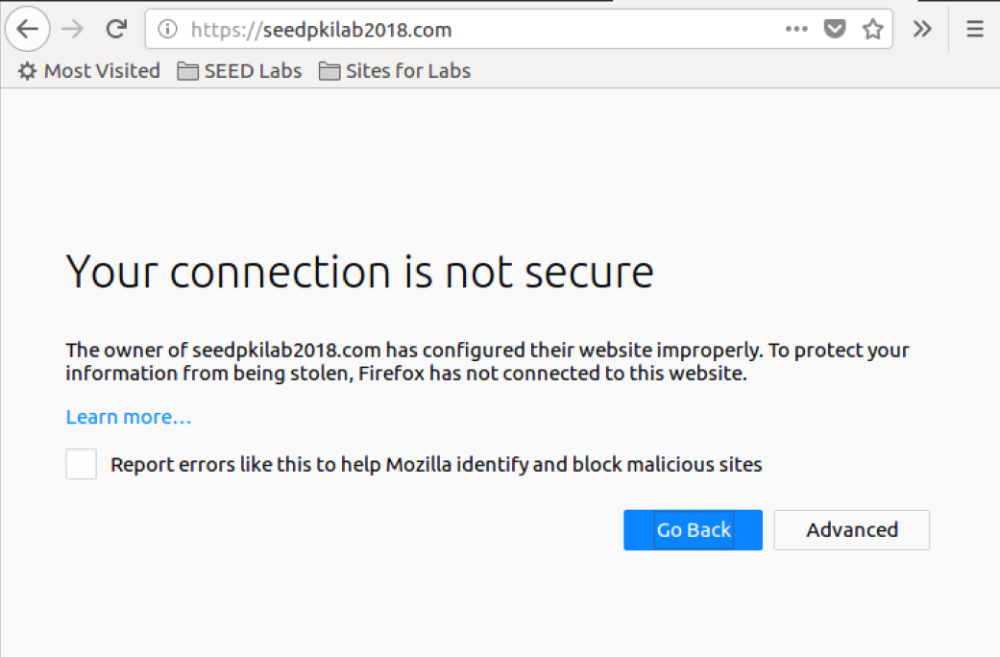 https://seedpkilab2018.com
Most Visited SEED Labs Sites for Labs
Your connection is not secure
The owner of seedpkilab2018.com has configured their website improperly. To protect your
information from being stolen, Firefox has not connected to this website.
Learn more…
Report errors like this to help Mozilla identify and block malicious sites
Go Back Advanced